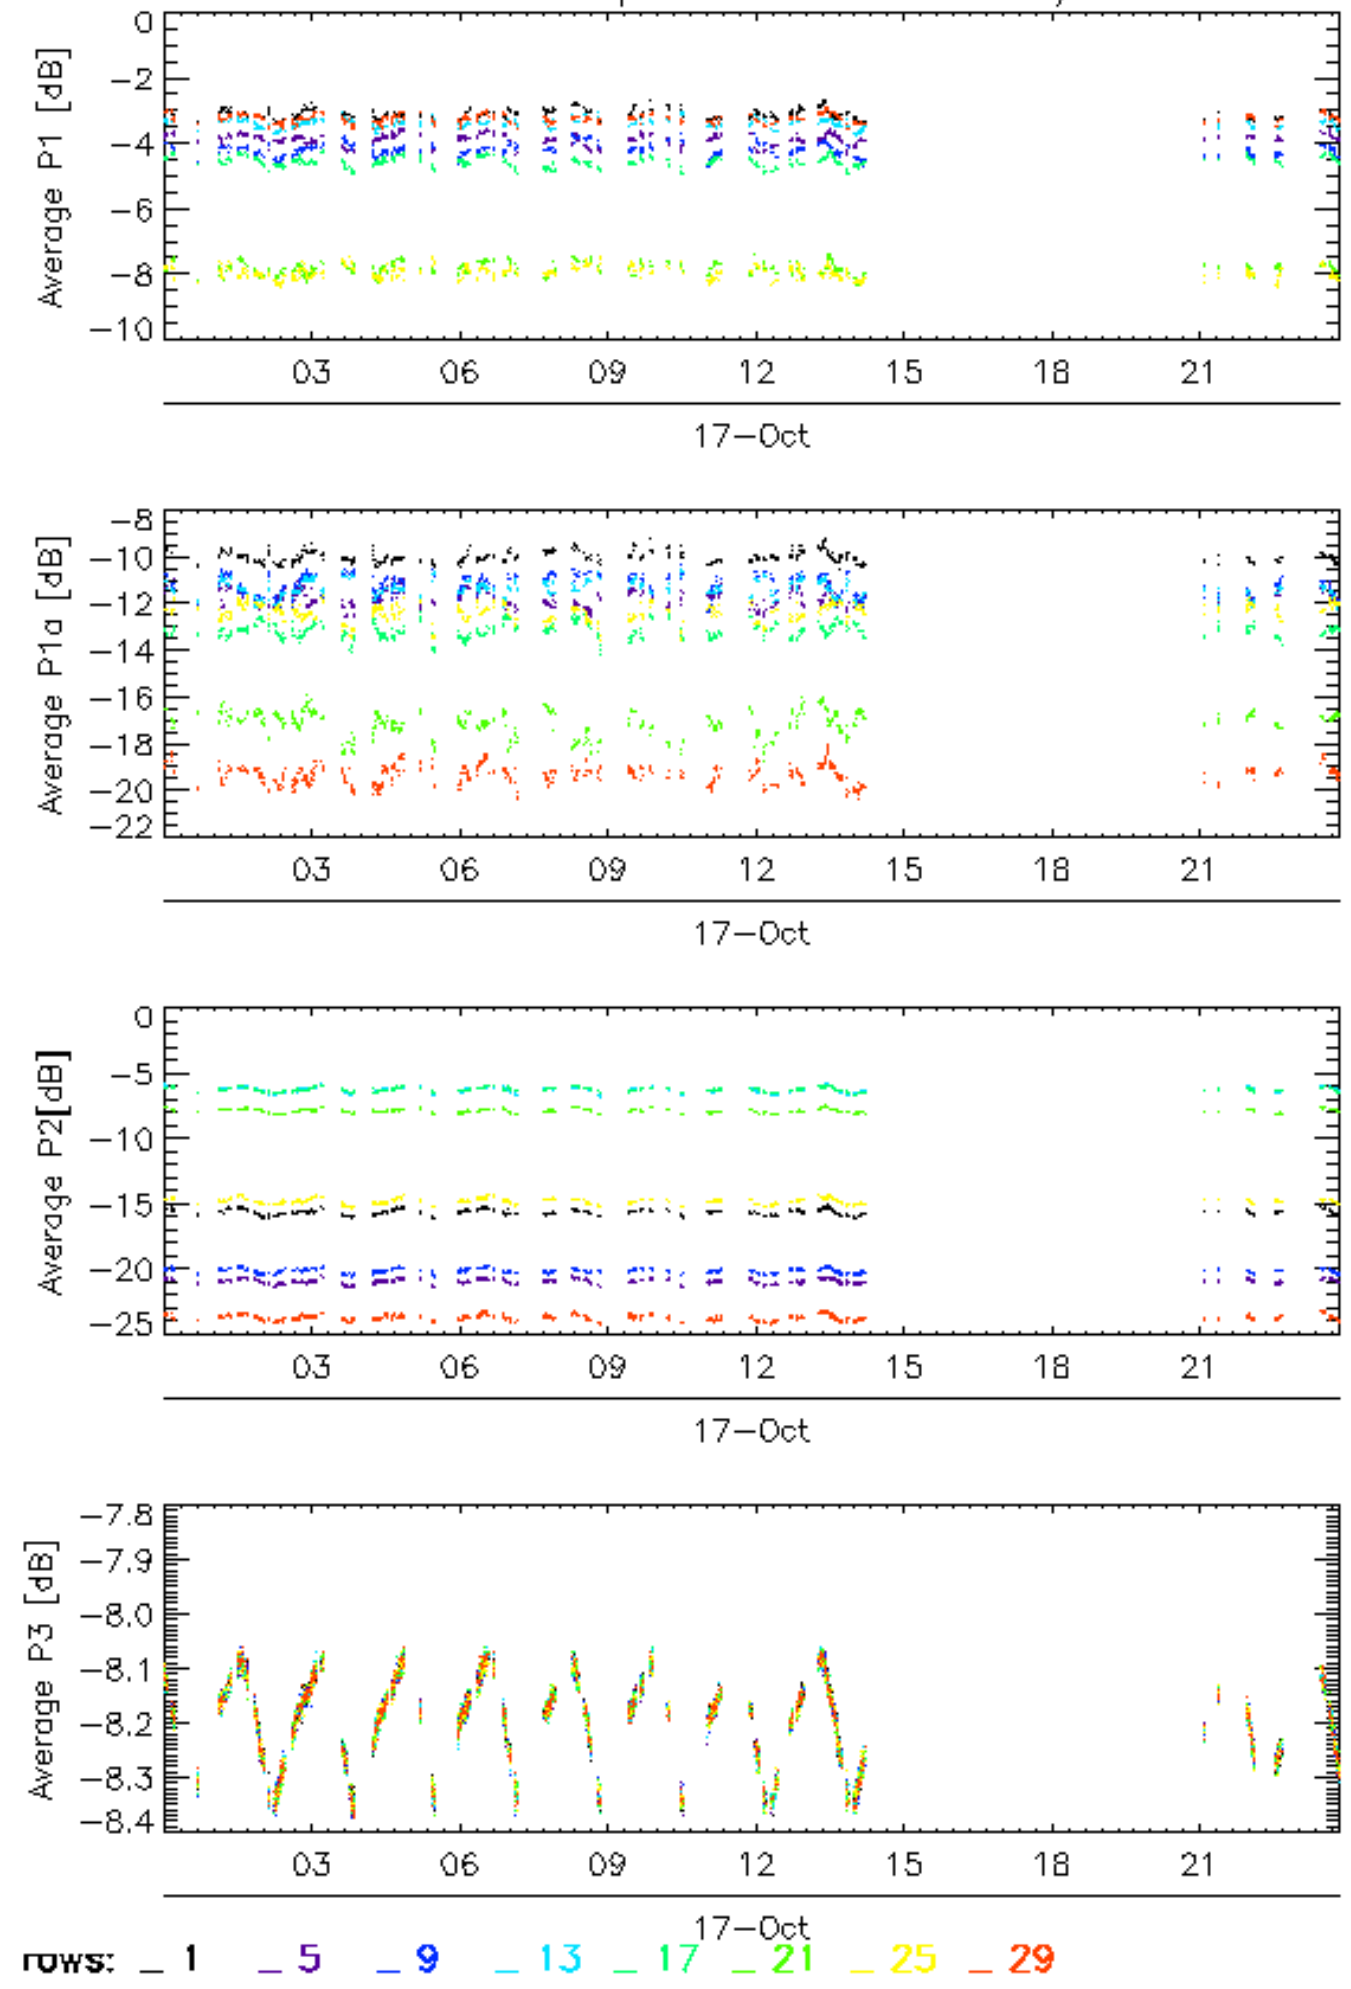 0
−2
−4
−6
−8
−10
Average P1 [dB]
03 06 09 12 15 18 21
17−Oct
−8
−10
−12
−14
−16
−18
−20
−22
Average P1a [dB]
03 06 09 12 15 18 21
17−Oct
0
−5
−10
−15
−20
−25
Average P2[dB]
03 06 09 12 15 18 21
17−Oct
−7.8
−7.9
−8.0
−8.1
−8.2
−8.3
−8.4
Average P3 [dB]
03 06 09 12 15 18 21
17−Oct
rows: _ 1 _ 5 _ 9 _ 13 _ 17 _ 21 _ 25 _ 29